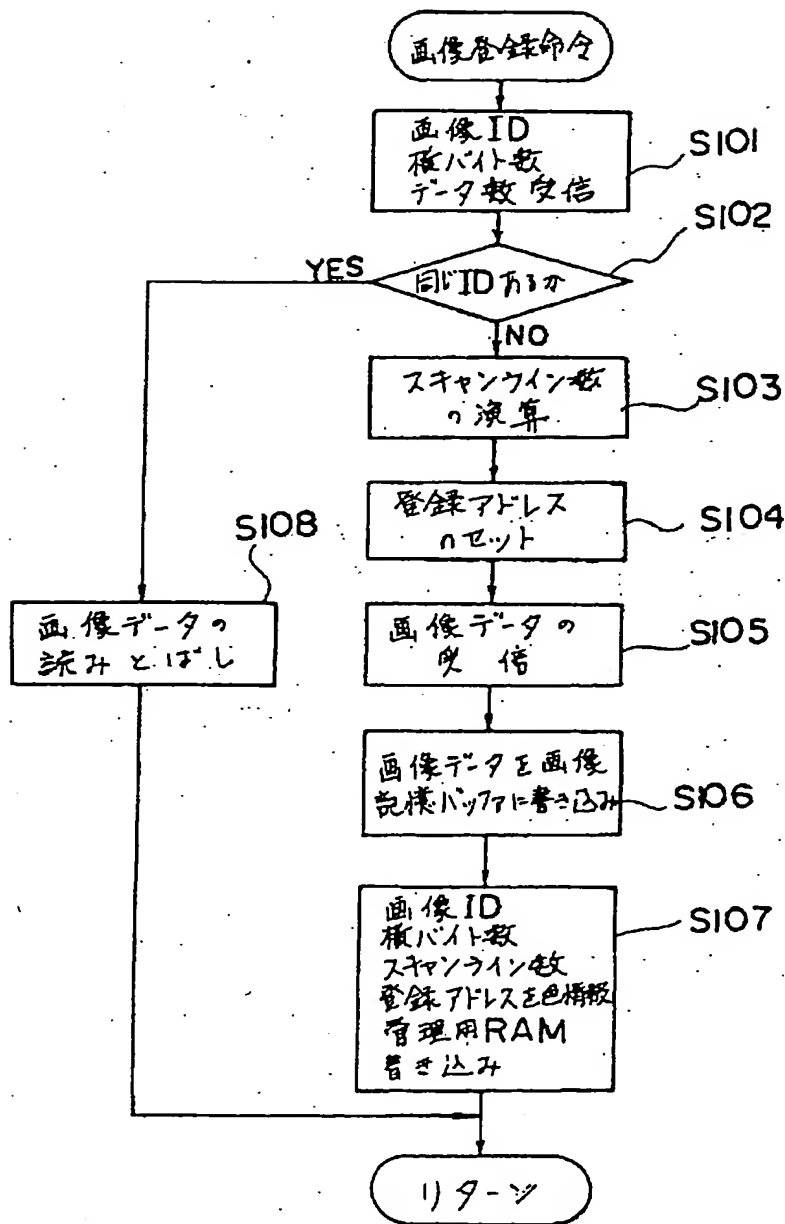 画像登録命令
画像ID
横バイト数
データ数受信
S101
S102
YES
同じIDあるか
NO
スキャンライン数
の演算
S103
登録アドレス
のセット
S104
S108
画像データの
読みとばし
画像データの
受信
S105
画像データを画像
記憶バッファに書き込み
S106
画像ID
横バイト数
スキャンライン数
登録アドレスを
管理用RAM
書き込み
S107
リターン